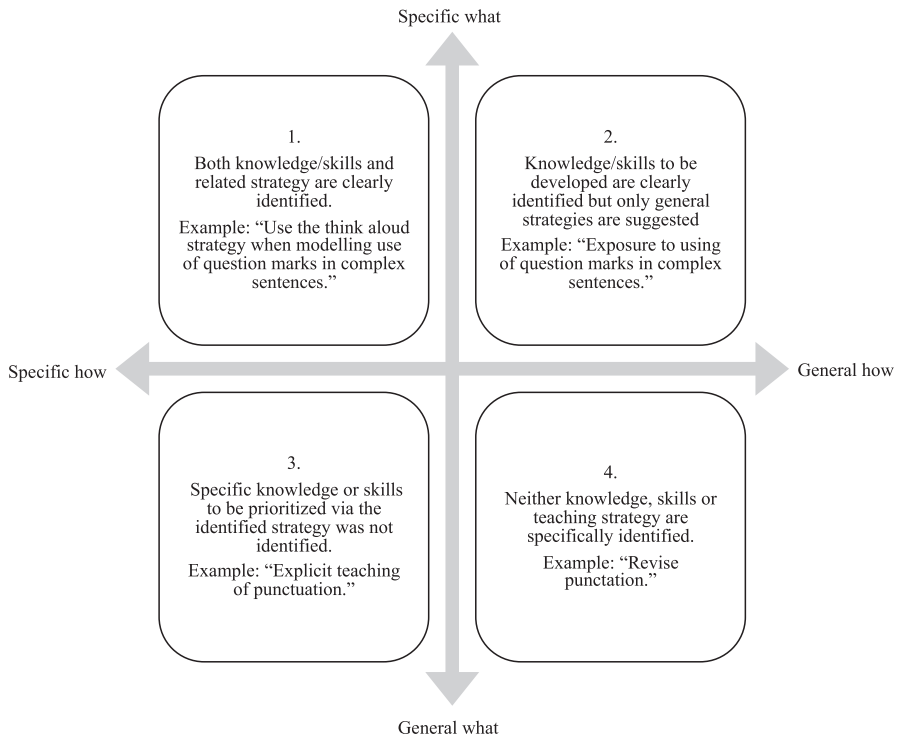 Specific what
1.
Both knowledge/skills and
related strategy are clearly
identified.
Example: “Use the think aloud
strategy when modelling use
of question marks in complex
sentences.”
2.
Knowledge/skills to be
developed are clearly
identified but only general
strategies are suggested
Example: “Exposure to using
of question marks in complex
sentences.”
Specific how
General how
3.
Specific knowledge or skills
to be prioritized via the
identified strategy was not
identified.
Example: “Explicit teaching
of punctuation.”
4.
Neither knowledge, skills or
teaching strategy are
specifically identified.
Example: “Revise
punctation.”
General what